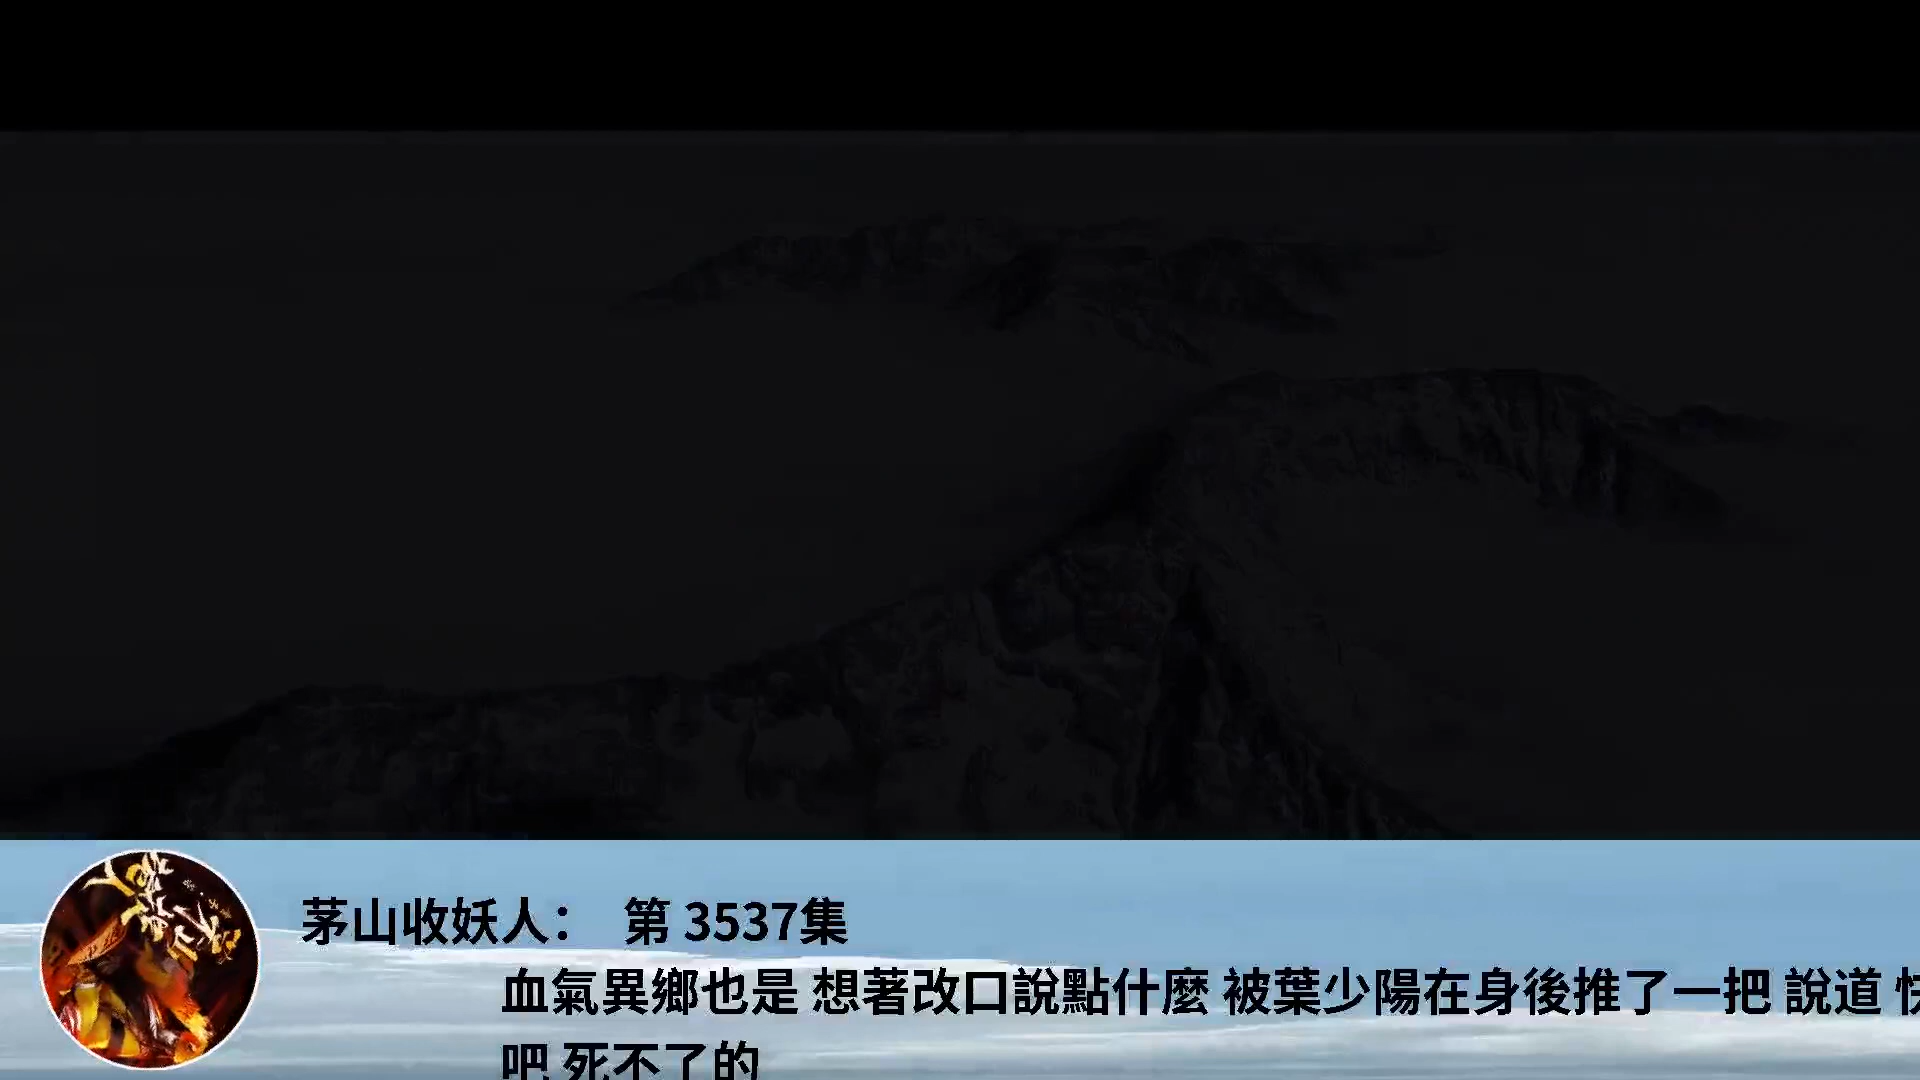 茅山收妖人： 第 3537集
血氣異鄉也是 想著改口說點什麼 被葉少陽在身後推了一把 說道 快
吧 死不了的